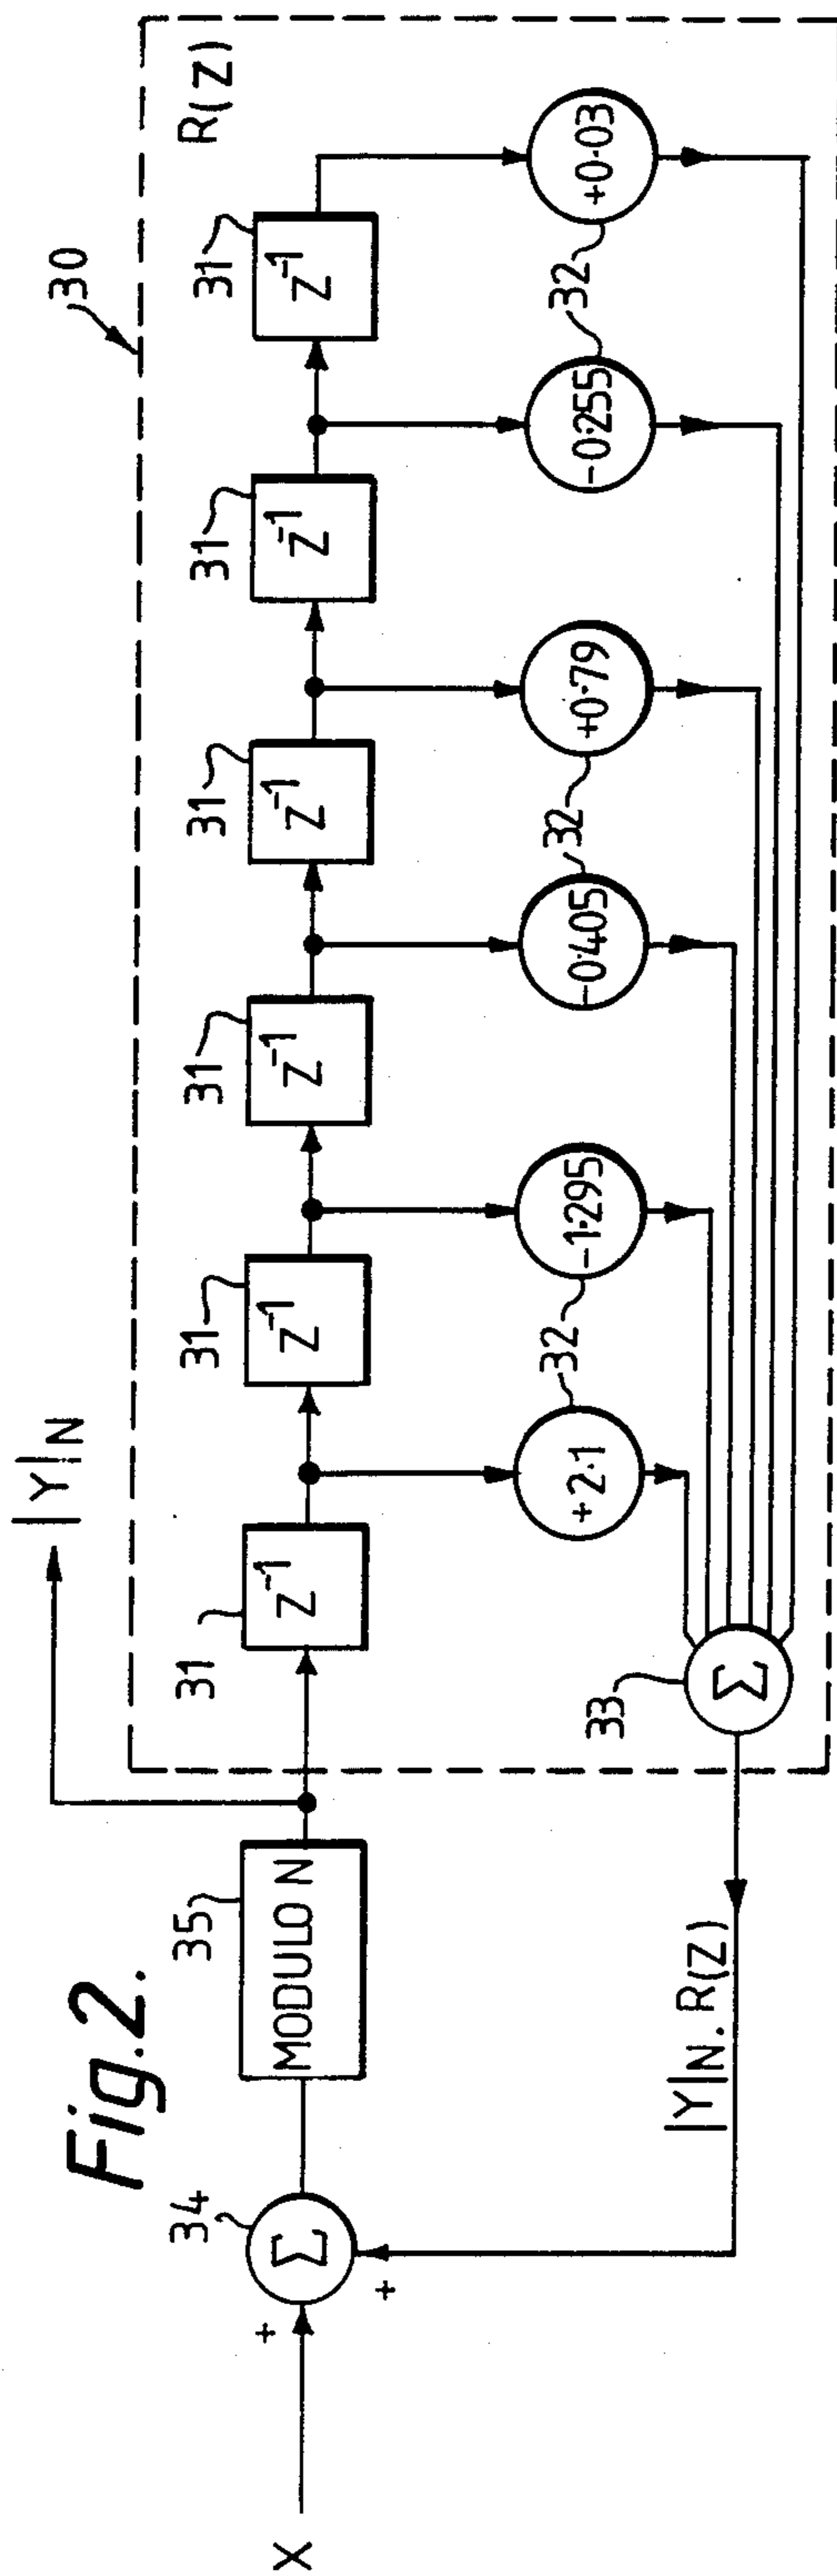 Fig.2.
X
+
+
34
Σ
35
MODULO N
|Y|N
30
R(Z)
31
Z-1
31
Z-1
31
Z-1
31
Z-1
31
Z-1
31
Z-1
32
+2·1
-1·295
32
-0·405
32
+0·79
32
-0·255
32
+0·03
33
Σ
|Y|N. R(Z)